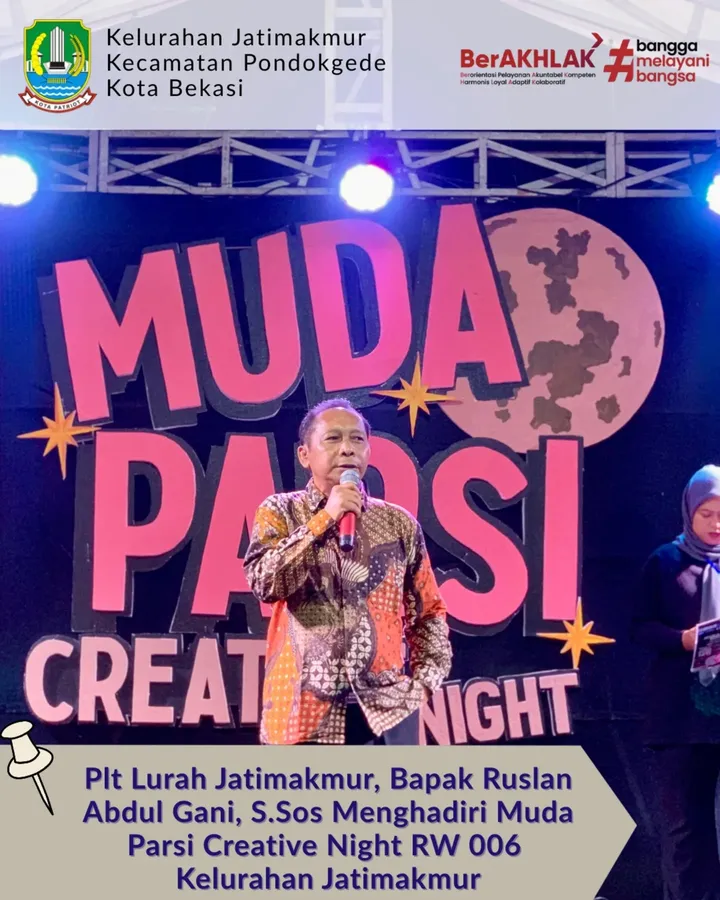 Kelurahan Jatimakmur
Kecamatan Pondokgede
Kota Bekasi
KOTA PATRIOT
BerAKHLAK
Berorientasi Pelayanan Akuntabel Kompeten
Harmonis Loyal Adaptif Kolaboratif
#bangga
melayani
bangsa
MUDA
PARSI
CREAT
NIGHT
Plt Lurah Jatimakmur, Bapak Ruslan
Abdul Gani, S.Sos Menghadiri Muda
Parsi Creative Night RW 006
Kelurahan Jatimakmur